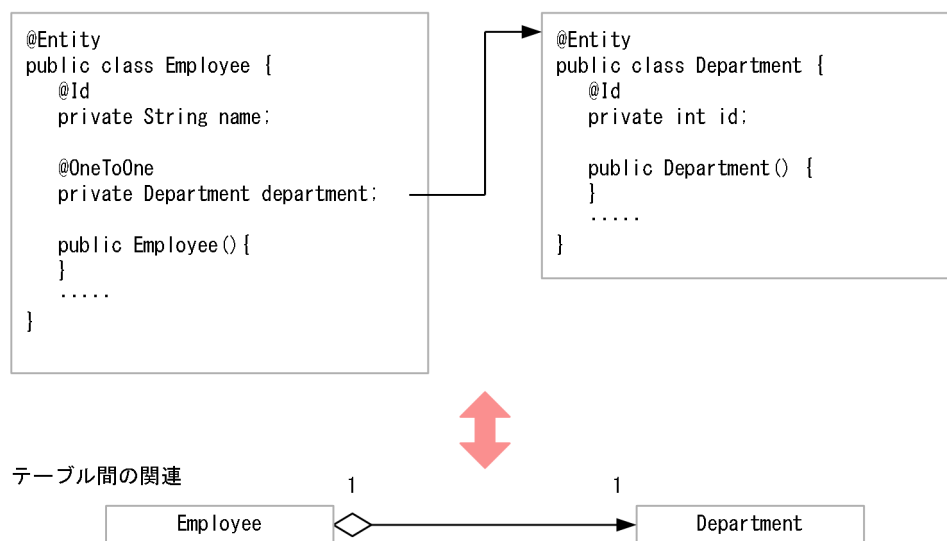 @Entity
public class Employee {
@Id
private String name;
@OneToOne
private Department department;
public Employee(){
}
.....
}
@Entity
public class Department {
@Id
private int id;
public Department() {
}
.....
}
テーブル間の関連
1
1
Employee
Department